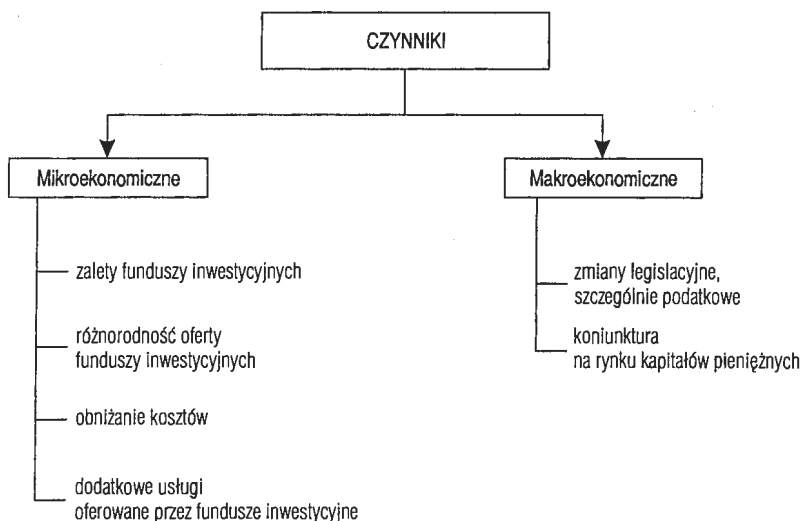 CZYNNIKI
Mikroekonomiczne
zalety funduszy inwestycyjnych
różnorodność oferty
funduszy inwestycyjnych
obniżanie kosztów
dodatkowe usługi
oferowane przez fundusze inwestycyjne
Makroekonomiczne
zmiany legislacyjne,
szczególnie podatkowe
koniunktura
na rynku kapitałów pieniężnych